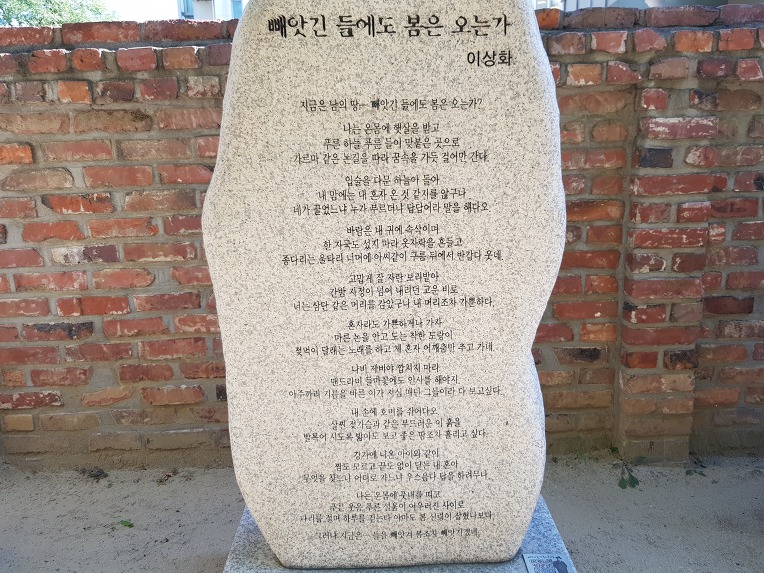 빼앗긴 들에도 봄은 오는가
이상화
지금은 남의 땅— 빼앗긴 들에도 봄은 오는가?
나는 온몸에 햇살을 받고
푸른 하늘 푸른 들이 맞붙은 곳으로
가르마 같은 논길을 따라 꿈속을 가듯 걸어만 간다.
입술을 다문 하늘아 들아
내 맘에는 내 혼자 온 것 같지를 않구나
네가 끌었느냐 누가 부르더냐 답답어라 말을 해다오.
바람은 내 귀에 속삭이며
한 자국도 섰지 마라 옷자락을 흔들고
종다리는 울타리 너머에 아씨같이 구름 뒤에서 반갑다 웃네.
고맙게 잘 자란 보리밭아
간밤 자정이 넘어 내리던 고운 비로
너는 삼단 같은 머리를 감았구나 내 머리조차 가뿐하다.
혼자라도 가쁜하게나 가자
마른 논을 안고 도는 착한 도랑이
젖먹이 달래는 노래를 하고 제 혼자 어깨춤만 추고 가네.
나비 제비야 깝치지 마라
맨드라미 들마꽃에도 인사를 해야지
아주까리 기름을 바른 이가 지심 매던 그들이라 다 보고싶다.
내 손에 호미를 쥐어다오
살찐 젖가슴과 같은 부드러운 이 흙을
발목이 시도록 밟아도 보고 좋은 땀조차 흘리고 싶다.
강가에 나온 아이와 같이
짬도 모르고 끝도 없이 닫는 내 혼아
무엇을 찾느냐 어디로 가느냐 우스웁다 답을 하려무나.
나는 온몸에 풋내를 띠고
푸른 웃음 푸른 설움이 어우러진 사이로
다리를 절며 하루를 걷는다 아마도 봄 신령이 잡혔나보다.
그러나 지금은— 들을 빼앗겨 봄조차 빼앗기겠네.